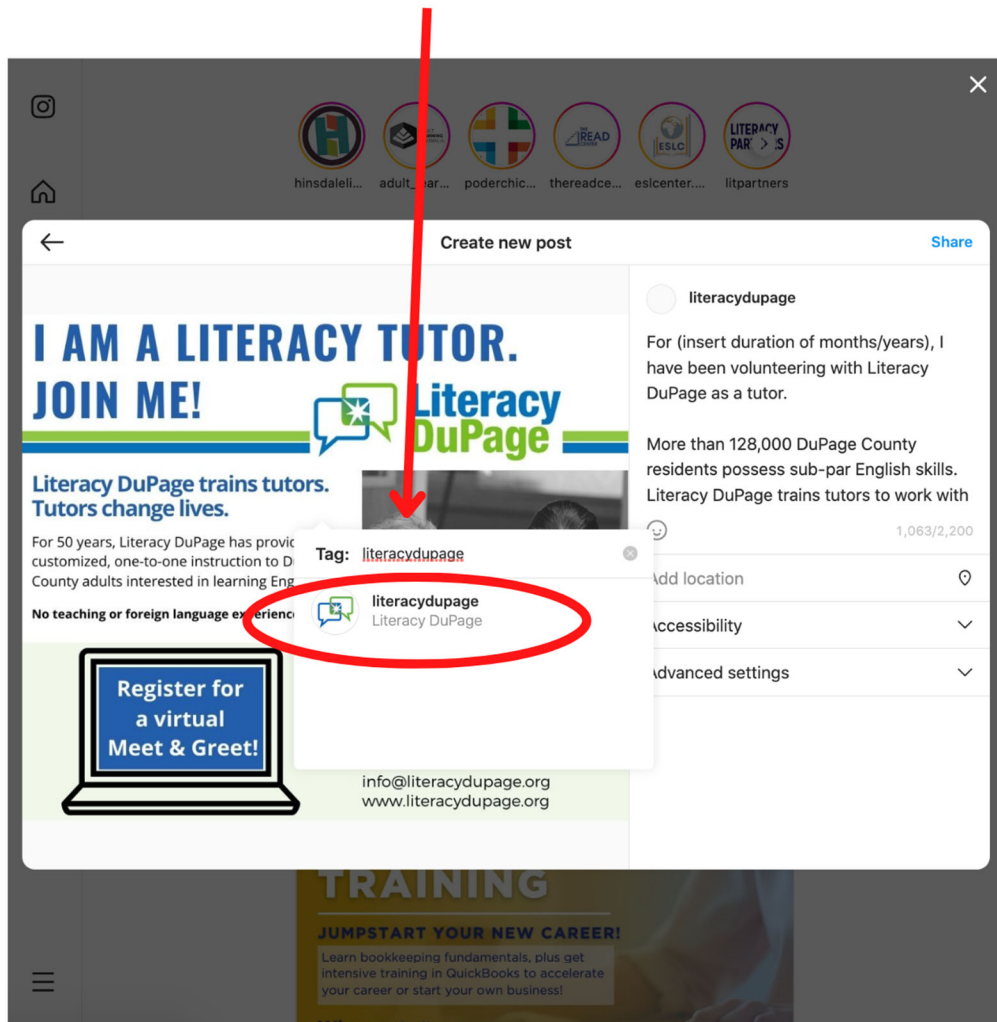 hinsdaleli...
poderchic...
thereadce...
eslcenter....
litpartners
READ
ESLC
LITERACY
Create new post
Share
I AM A LITERACY TUTOR.
JOIN ME!
Literacy
DuPage
Literacy DuPage trains tutors.
Tutors change lives.
For 50 years, Literacy DuPage has provic
customized, one-to-one instruction to D
County adults interested in learning Eng
No teaching or foreign language experienc
Register for
a virtual
Meet & Greet!
Tag: literacydupage
literacydupage
Literacy DuPage
info@literacydupage.org
www.literacydupage.org
literacydupage
For (insert duration of months/years), I
have been volunteering with Literacy
DuPage as a tutor.
More than 128,000 DuPage County
residents possess sub-par English skills.
Literacy DuPage trains tutors to work with
1,063/2,200
Add location
Accessibility
Advanced settings
TRAINING
JUMPSTART YOUR NEW CAREER!
Learn bookkeeping fundamentals, plus get
intensive training in QuickBooks to accelerate
your career or start your own business!